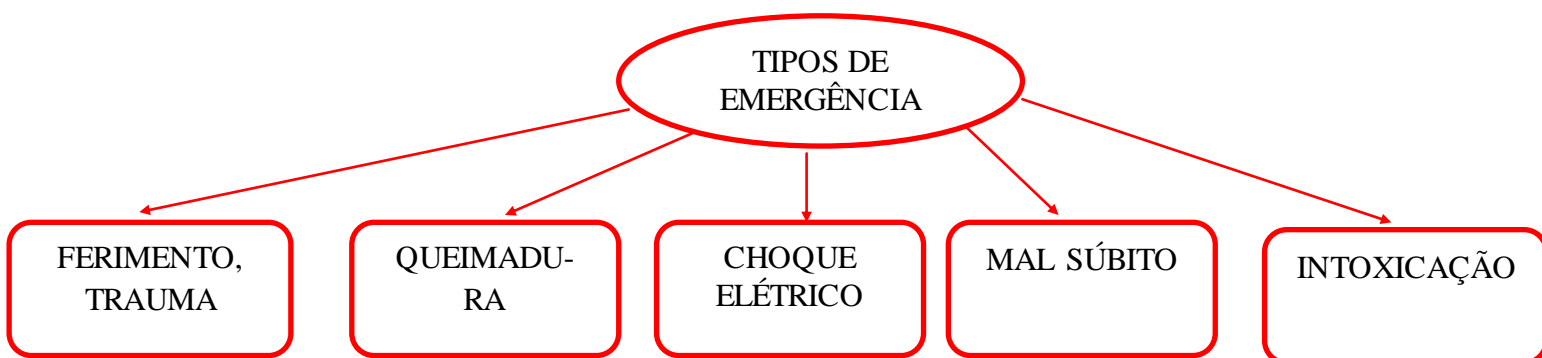 TIPOS DE
EMERGÊNCIA
FERIMENTO,
TRAUMA
QUEIMADU-
RA
CHOQUE
ELÉTRICO
MAL SÚBITO
INTOXICAÇÃO